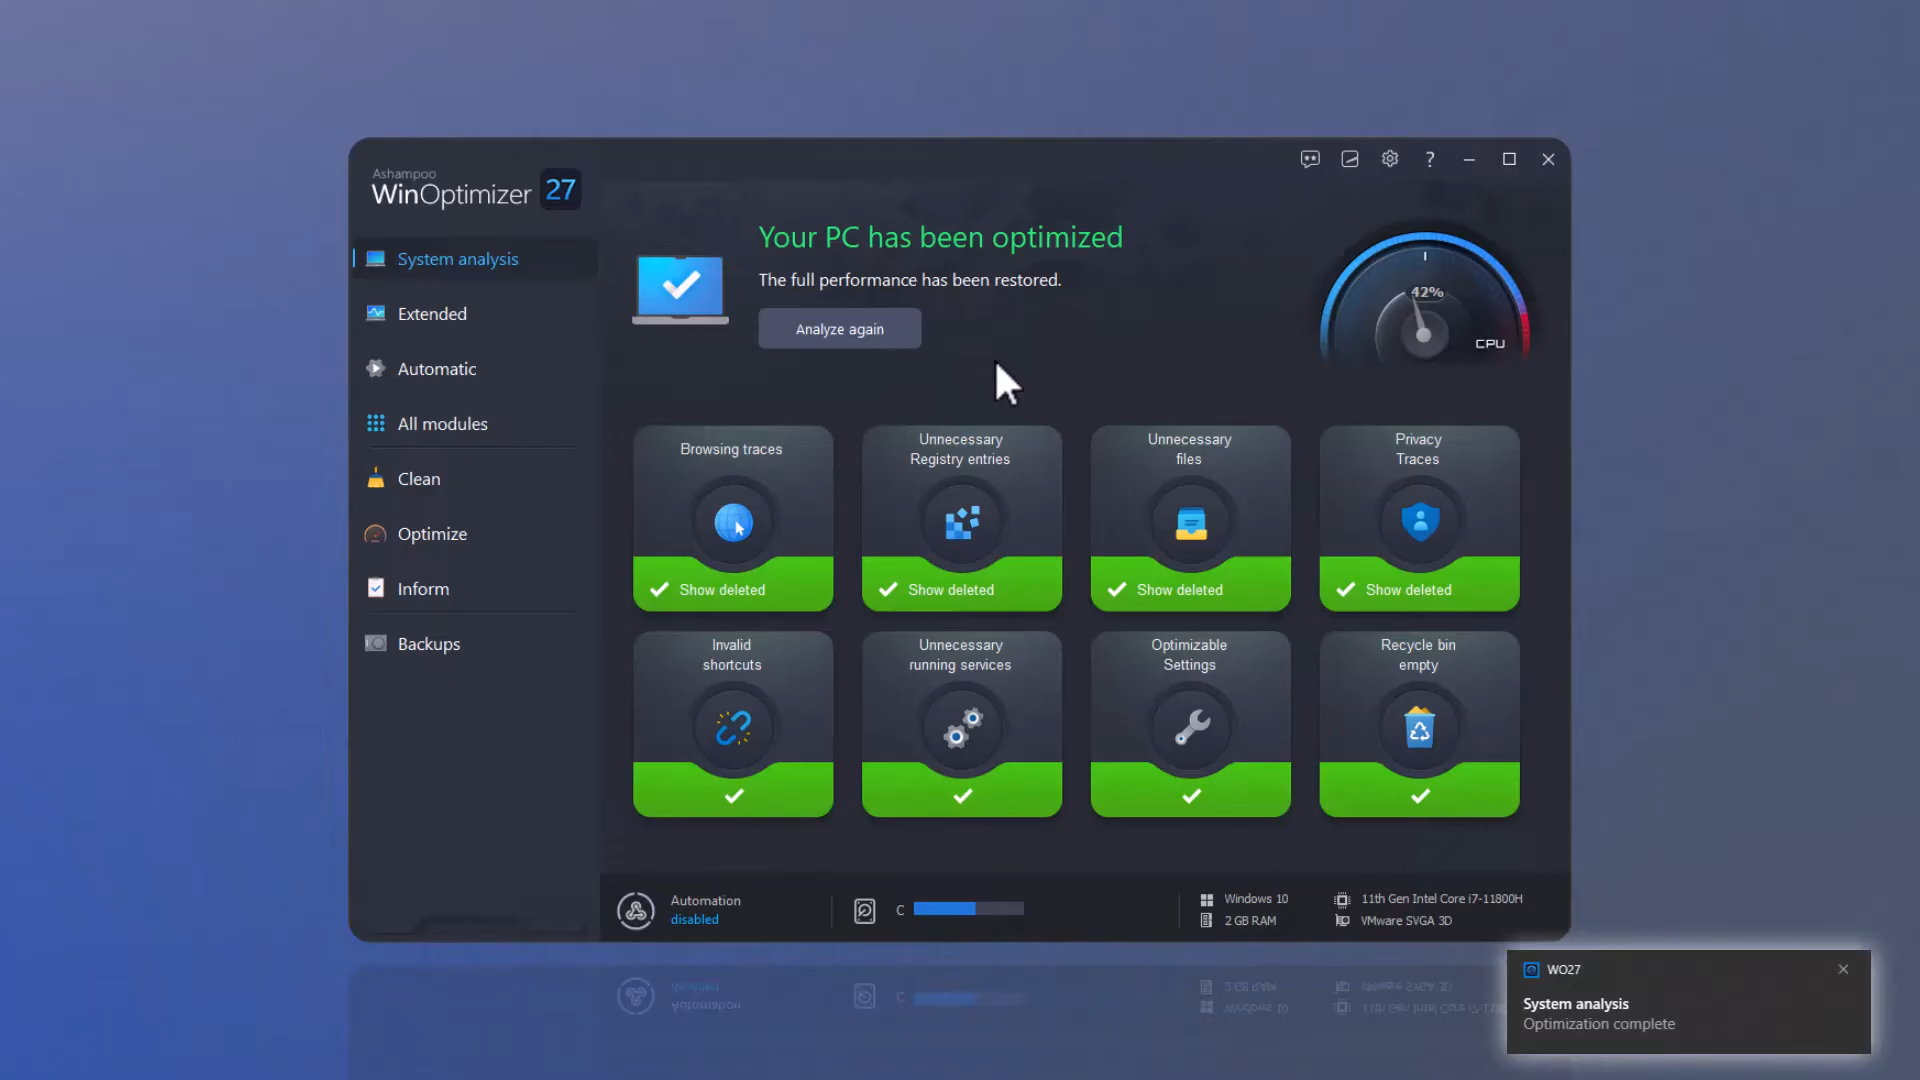 Ashampoo
WinOptimizer 27
System analysis
Extended
Automatic
All modules
Clean
Optimize
Inform
Backups
Your PC has been optimized
The full performance has been restored.
Analyze again
42%
CPU
Browsing traces
Show deleted
Unnecessary
Registry entries
Show deleted
Unnecessary
files
Show deleted
Privacy
Traces
Show deleted
Invalid
shortcuts
Unnecessary
running services
Optimizable
Settings
Recycle bin
empty
Automation
disabled
C
Windows 10
2 GB RAM
11th Gen Intel Core i7-11800H
VMware SVGA 3D
WO27
System analysis
Optimization complete